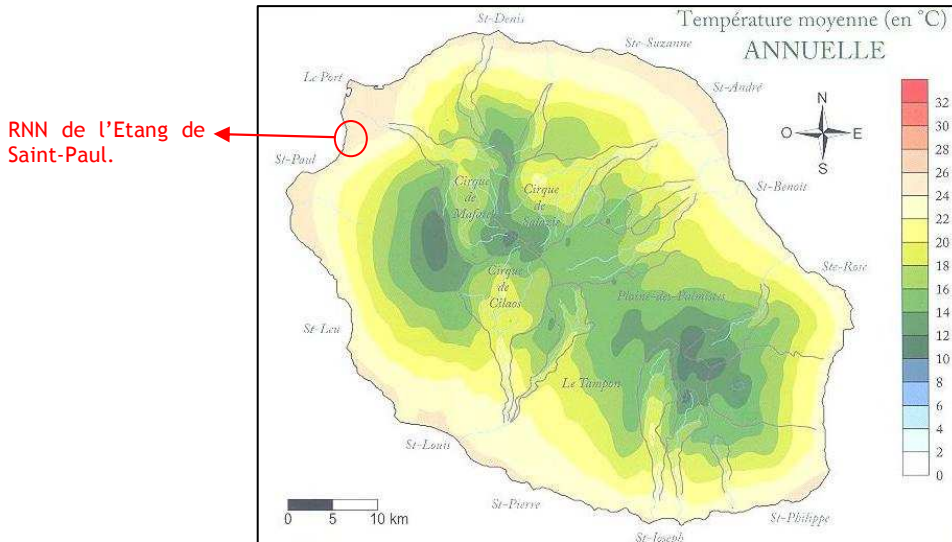 Température moyenne (en °C)
ANNUELLE
St-Denis
Ste-Suzanne
Le Port
St-André
RNN de l’Etang de
Saint-Paul.
N
O
E
S
St-Paul
St-Benoît
Cirque
de
Mafate
Cirque
de
Salazie
Ste-Rose
Cirque
de
Cilaos
Plaine-des-Palmistes
St-Leu
Le Tampon
St-Louis
St-Pierre
St-Philippe
St-Joseph
0 5 10 km
32
30
28
26
24
22
20
18
16
14
12
10
8
6
4
2
0